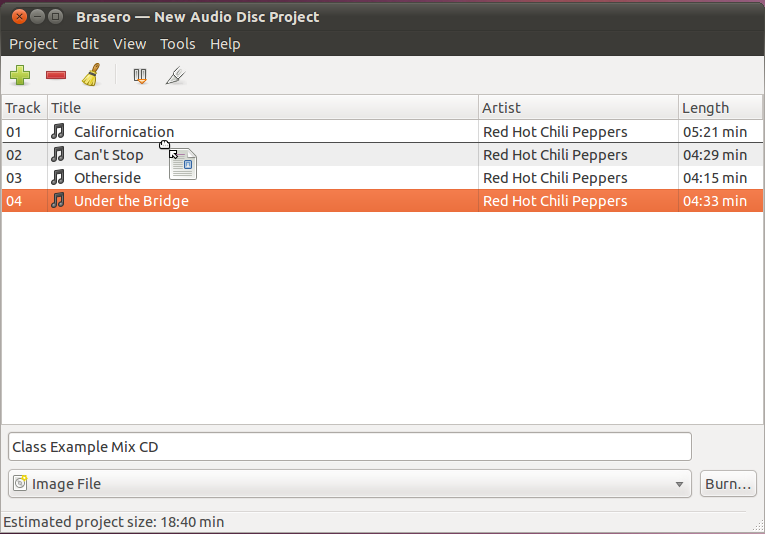 Brasero — New Audio Disc Project
Project Edit View Tools Help
Track Title Artist Length
01 Californication Red Hot Chili Peppers 05:21 min
02 Can't Stop Red Hot Chili Peppers 04:29 min
03 Otherside Red Hot Chili Peppers 04:15 min
04 Under the Bridge Red Hot Chili Peppers 04:33 min
Class Example Mix CD
Image File Burn...
Estimated project size: 18:40 min